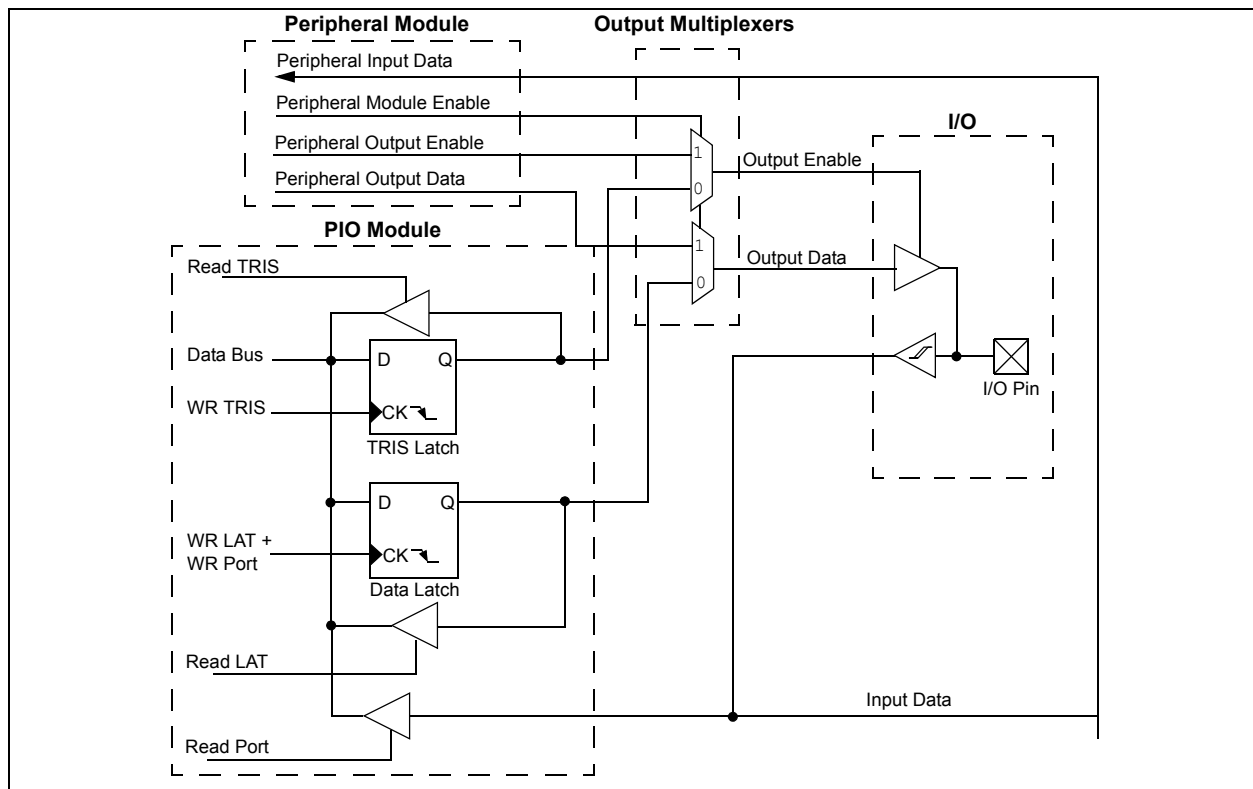 Peripheral Module
Output Multiplexers
Peripheral Input Data
Peripheral Module Enable
Peripheral Output Enable
Peripheral Output Data
1
0
1
0
Output Enable
Output Data
I/O
I/O Pin
PIO Module
Read TRIS
Data Bus
WR TRIS
D
Q
CK
TRIS Latch
WR LAT +
WR Port
D
Q
CK
Data Latch
Read LAT
Read Port
Input Data